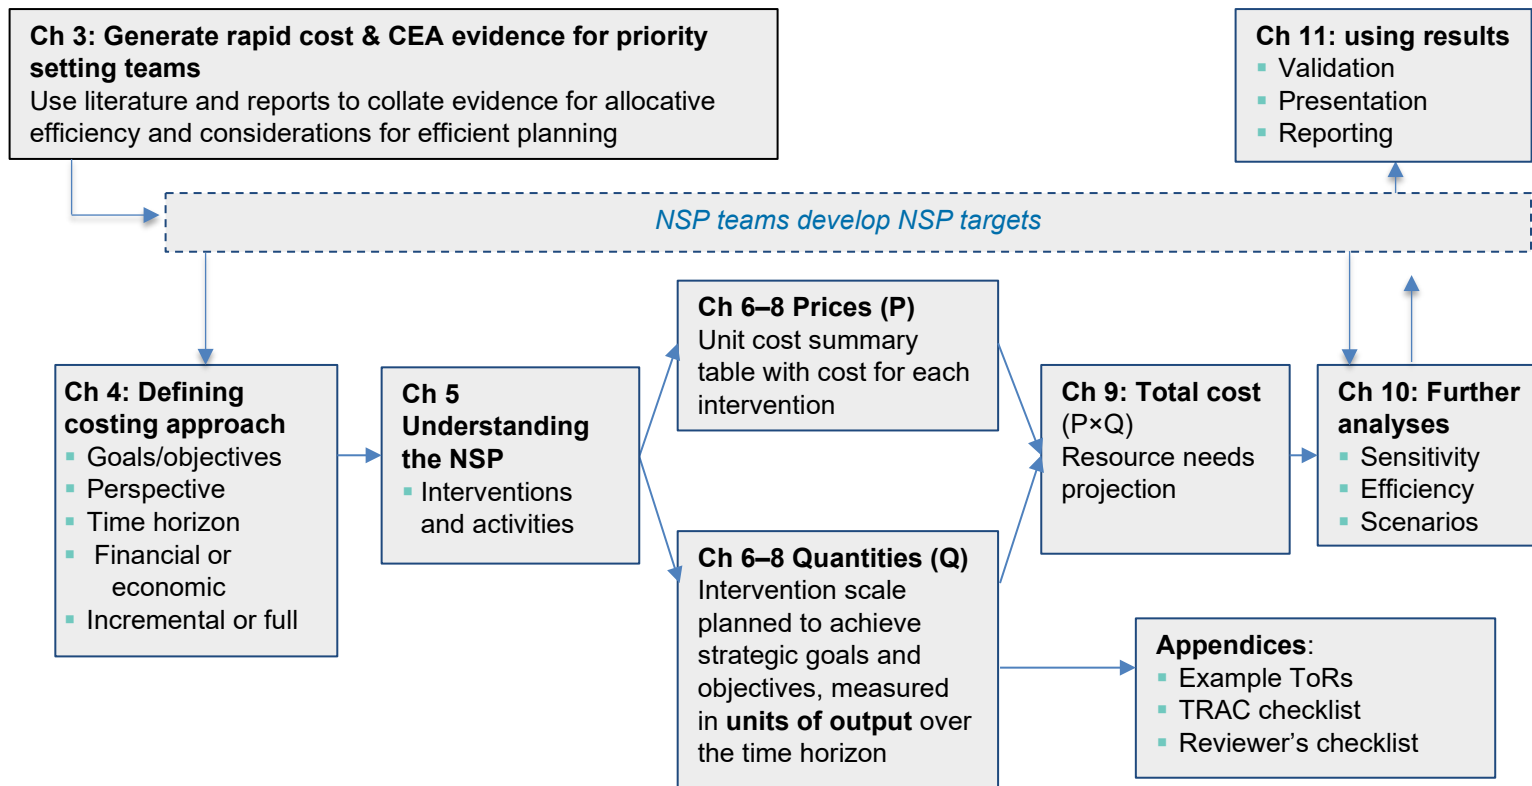 Ch 3: Generate rapid cost & CEA evidence for priority
setting teams
Use literature and reports to collate evidence for allocative
efficiency and considerations for efficient planning
Ch 11: using results
▪ Validation
▪ Presentation
▪ Reporting
NSP teams develop NSP targets
Ch 4: Defining
costing approach
▪ Goals/objectives
▪ Perspective
▪ Time horizon
▪ Financial or
economic
▪ Incremental or full
Ch 5
Understanding
the NSP
▪ Interventions
and activities
Ch 6–8 Prices (P)
Unit cost summary
table with cost for each
intervention
Ch 6–8 Quantities (Q)
Intervention scale
planned to achieve
strategic goals and
objectives, measured
in units of output over
the time horizon
Ch 9: Total cost
(P×Q)
Resource needs
projection
Ch 10: Further
analyses
▪ Sensitivity
▪ Efficiency
▪ Scenarios
Appendices:
▪ Example ToRs
▪ TRAC checklist
▪ Reviewer’s checklist